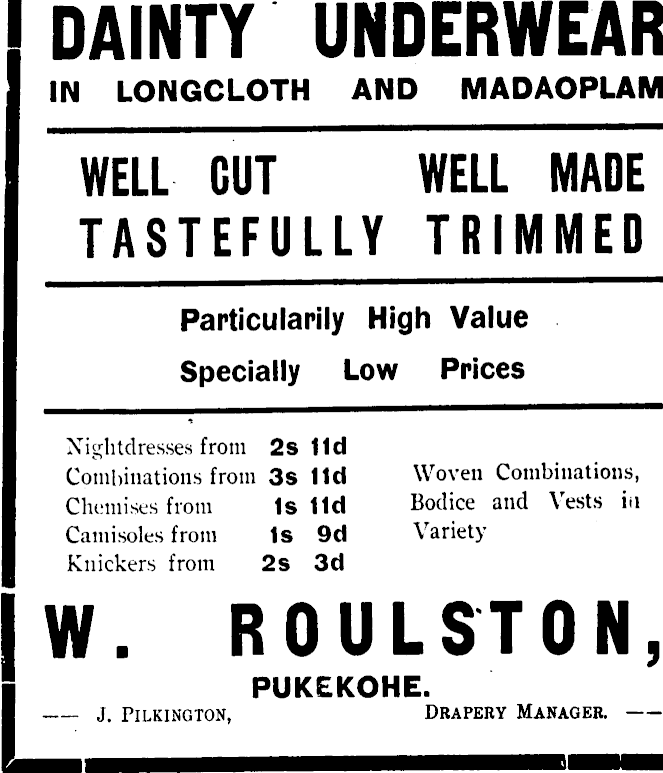 DAINTY UNDERWEAR
IN LONGCLOTH AND MADAOPLAM
WELL CUT WELL MADE
TASTEFULLY TRIMMED
Particularily High Value
Specially Low Prices
Nightdresses from 2s 11d
Combinations from 3s 11d
Chemises from 1s 11d
Camisoles from 1s 9d
Knickers from 2s 3d
Woven Combinations,
Bodice and Vests in
Variety
W. ROULSTON,
PUKEKOHE.
—— J. PILKINGTON, DRAPERY MANAGER. ——